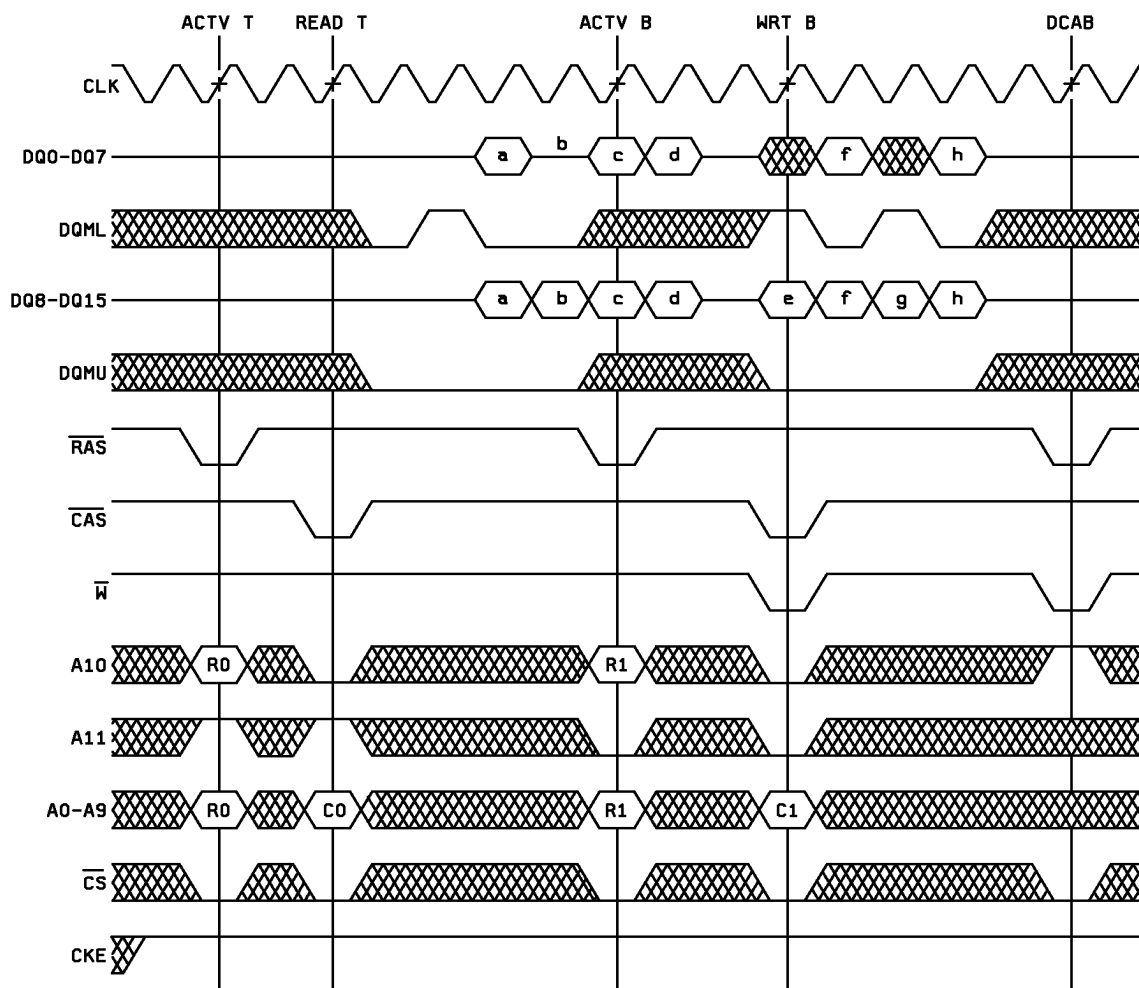 ACTV T READ T ACTV B WRT B DCAB
CLK
DQ0-DQ7 a b c d f h
DQML
DQ8-DQ15 a b c d e f g h
DQMU
RAS
CAS
W
A10 R0 R1
A11
A0-A9 R0 C0 R1 C1
CS
CKE